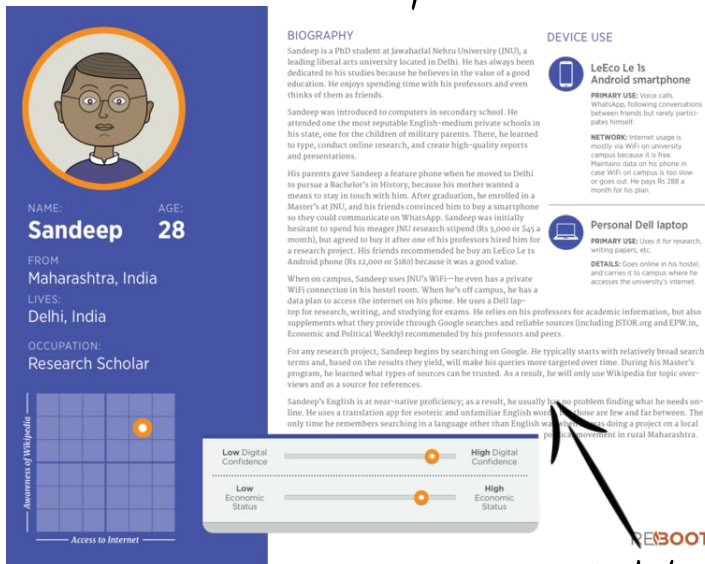 BIOGRAPHY
Sandeep is a PhD student at Jawaharlal Nehru University (JNU), a
leading liberal arts university located in Delhi. He has always been
dedicated to his studies because he believes in the value of a good
education. He enjoys spending time with his professors and even
thinks of them as friends.
Sandeep was introduced to computers in secondary school. He
attended one the most reputable English-medium private schools in
his state, one for the children of military parents. There, he learned
to type, conduct online research, and create high-quality reports
and presentations.
His parents gave Sandeep a feature phone when he moved to Delhi
to pursue a Bachelor's in History, because his mother wanted a
means to stay in touch with him. After graduation, he enrolled in a
Master's at JNU, and his friends convinced him to buy a smartphone
so they could communicate on WhatsApp. Sandeep was initially
hesitant to spend his meager JNU research stipend (Rs 3,000 or $45 a
month), but agreed to buy it after one of his professors hired him for
a research project. His friends recommended he buy an LeEco Le 1s
Android phone (Rs 12,000 or $180) because it was a good value.
When on campus, Sandeep uses JNU's WiFi—he even has a private
WiFi connection in his hostel room. When he's off campus, he has a
data plan to access the internet on his phone. He uses a Dell lap-
top for research, writing, and studying for exams. He relies on his professors for academic information, but also
supplements what they provide through Google searches and reliable sources (including JSTOR.org and EPW.in,
Economic and Political Weekly) recommended by his professors and peers.
For any research project, Sandeep begins by searching on Google. He typically starts with relatively broad search
terms and, based on the results they yield, will make his queries more targeted over time. During his Master's
program, he learned what types of sources can be trusted. As a result, he will only use Wikipedia for topic over-
views and as a source for references.
Sandeep's English is at near-native proficiency; as a result, he usually has no problem finding what he needs on-
line. He uses a translation app for esoteric and unfamiliar English words, but those are few and far between. The
only time he remembers searching in a language other than English was when he was doing a project on a local
political movement in rural Maharashtra.
DEVICE USE
LeEco Le 1s
Android smartphone
PRIMARY USE: Voice calls.
WhatsApp, following conversations
between friends but rarely partici-
pates himself.
NETWORK: Internet usage is
mostly via WiFi on university
campus because it is free.
Maintains data on his phone in
case WiFi on campus is too slow
or goes out. He pays Rs 288 a
month for his plan.
Personal Dell laptop
PRIMARY USE: Uses it for research,
writing papers, etc.
DETAILS: Goes online in his hostel,
and carries it to campus where he
accesses the university's internet.
NAME: AGE:
Sandeep 28
FROM
Maharashtra, India
LIVES:
Delhi, India
OCCUPATION:
Research Scholar
Awareness of Wikipedia
Access to Internet
Low Digital Confidence
High Digital Confidence
Low Economic Status
High Economic Status
REBOOT